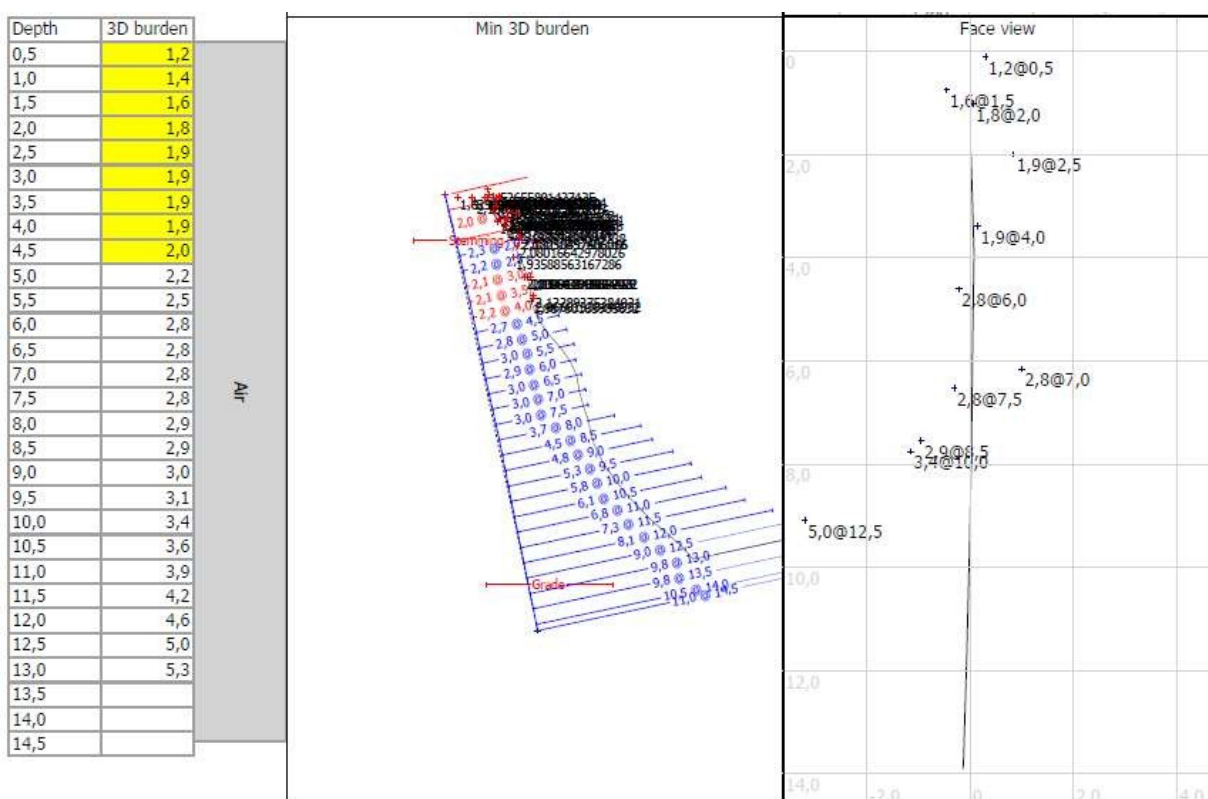 Depth 3D burden
0,5 1,2
1,0 1,4
1,5 1,6
2,0 1,8
2,5 1,9
3,0 1,9
3,5 1,9
4,0 1,9
4,5 2,0
5,0 2,2
5,5 2,5
6,0 2,8
6,5 2,8
7,0 2,8
7,5 2,8
8,0 2,9
8,5 2,9
9,0 3,0
9,5 3,1
10,0 3,4
10,5 3,6
11,0 3,9
11,5 4,2
12,0 4,6
12,5 5,0
13,0 5,3
13,5
14,0
14,5
Air
Min 3D burden
Stemming
2,1 @ 3,0
2,1 @ 3,5
2,2 @ 4,0
2,7 @ 4,5
2,8 @ 5,0
3,0 @ 5,5
2,9 @ 6,0
3,0 @ 6,5
3,0 @ 7,0
3,0 @ 7,5
3,7 @ 8,0
4,5 @ 8,5
4,8 @ 9,0
5,3 @ 9,5
5,8 @ 10,0
6,1 @ 10,5
6,8 @ 11,0
7,3 @ 11,5
8,1 @ 12,0
9,0 @ 12,5
9,8 @ 13,0
9,8 @ 13,5
10,5 @ 14,0
11,0 @ 14,5
Grade
Face view
0
1,2@0,5
1,6@1,5
1,8@2,0
2,0
1,9@2,5
1,9@4,0
4,0
2,8@6,0
6,0
2,8@7,0
2,8@7,5
2,9@8,5
3,4@10,0
8,0
5,0@12,5
10,0
12,0
14,0
-2,0 0 2,0 4,0